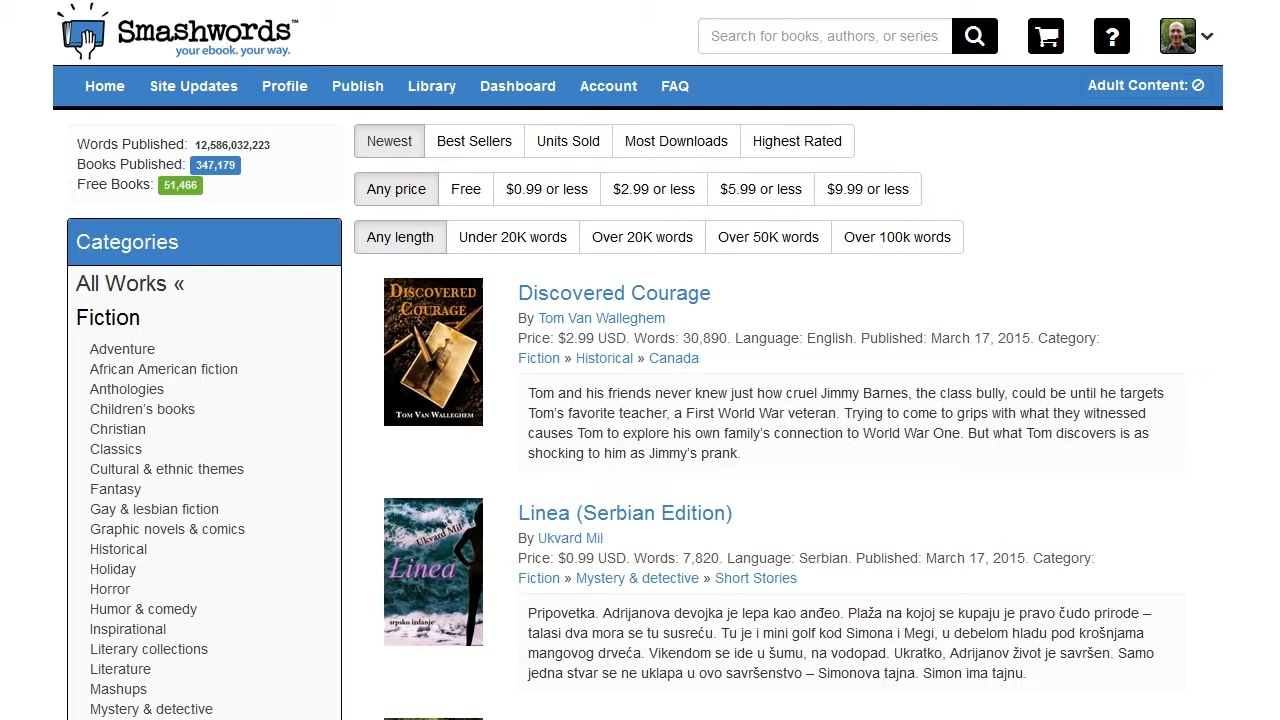 Smashwords™
your ebook. your way.
Search for books, authors, or series.
?
Home Site Updates Profile Publish Library Dashboard Account FAQ
Adult Content:
Words Published: 12,586,032,223
Books Published: 347,179
Free Books: 51,466
Newest Best Sellers Units Sold Most Downloads Highest Rated
Any price Free $0.99 or less $2.99 or less $5.99 or less $9.99 or less
Any length Under 20K words Over 20K words Over 50K words Over 100k words
Categories
All Works «
Fiction
Adventure
African American fiction
Anthologies
Children's books
Christian
Classics
Cultural & ethnic themes
Fantasy
Gay & lesbian fiction
Graphic novels & comics
Historical
Holiday
Horror
Humor & comedy
Inspirational
Literary collections
Literature
Mashups
Mystery & detective
DISCOVERED
COURAGE
TOM VAN WALLEGHEM
Discovered Courage
By Tom Van Walleghem
Price: $2.99 USD. Words: 30,890. Language: English. Published: March 17, 2015. Category:
Fiction » Historical » Canada
Tom and his friends never knew just how cruel Jimmy Barnes, the class bully, could be until he targets
Tom's favorite teacher, a First World War veteran. Trying to come to grips with what they witnessed
causes Tom to explore his own family's connection to World War One. But what Tom discovers is as
shocking to him as Jimmy's prank.
Ukvard Mil
Linea
srpsko izdanje
Linea (Serbian Edition)
By Ukvard Mil
Price: $0.99 USD. Words: 7,820. Language: Serbian. Published: March 17, 2015. Category:
Fiction » Mystery & detective » Short Stories
Pripovetka. Adrijanova devojka je lepa kao anđeo. Plaža na kojoj se kupaju je pravo čudo prirode –
talasi dva mora se tu susreću. Tu je i mini golf kod Simona i Megi, u debelom hladu pod krošnjama
mangovog drveća. Vikendom se ide u šumu, na vodopad. Ukratko, Adrijanov život je savršen. Samo
jedna stvar se ne uklapa u ovo savršenstvo – Simonova tajna. Simon ima tajnu.